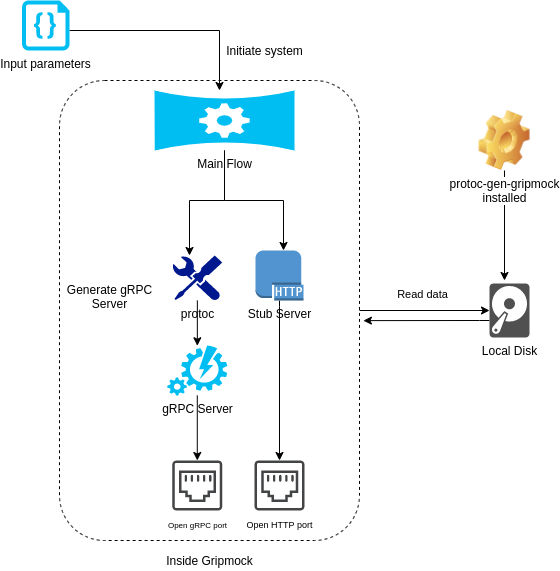 Input parameters
Initiate system
Main Flow
protoc-gen-gripmock
installed
Generate gRPC
Server
protoc
HTTP
Stub Server
Read data
Local Disk
gRPC Server
Open gRPC port
Open HTTP port
Inside Gripmock